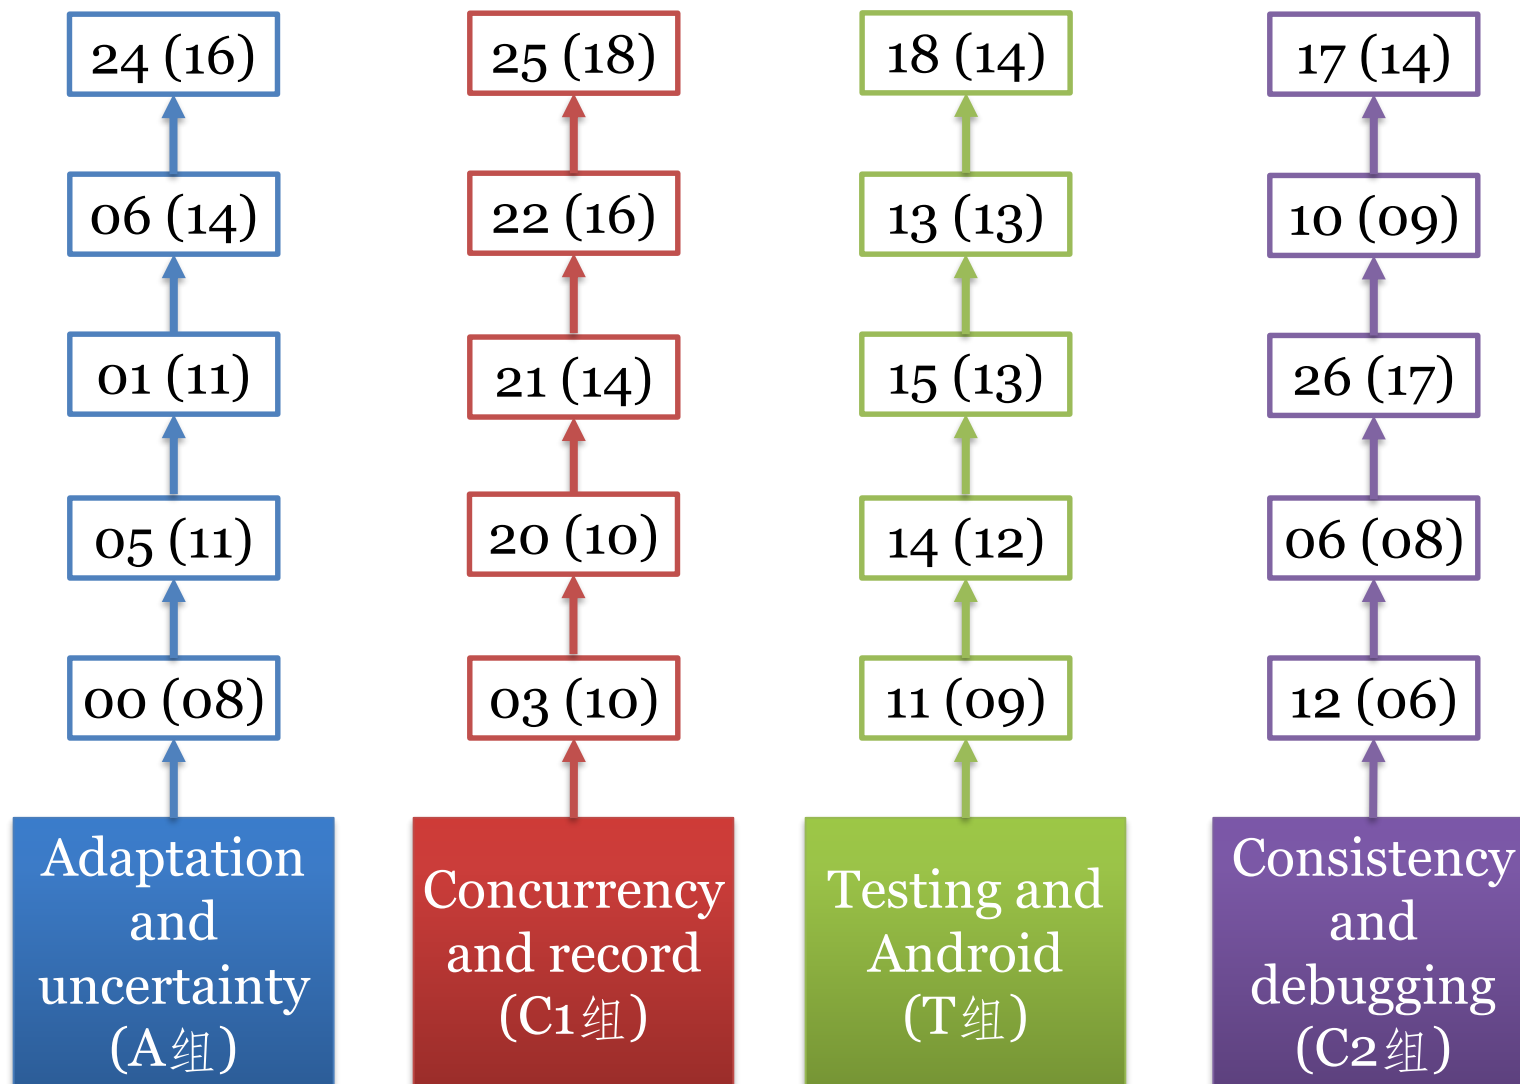 24 (16)
25 (18)
18 (14)
17 (14)
06 (14)
22 (16)
13 (13)
10 (09)
01 (11)
21 (14)
15 (13)
26 (17)
05 (11)
20 (10)
14 (12)
06 (08)
00 (08)
03 (10)
11 (09)
12 (06)
Adaptation
and
uncertainty
(A组)
Concurrency
and record
(C1组)
Testing and
Android
(T组)
Consistency
and
debugging
(C2组)